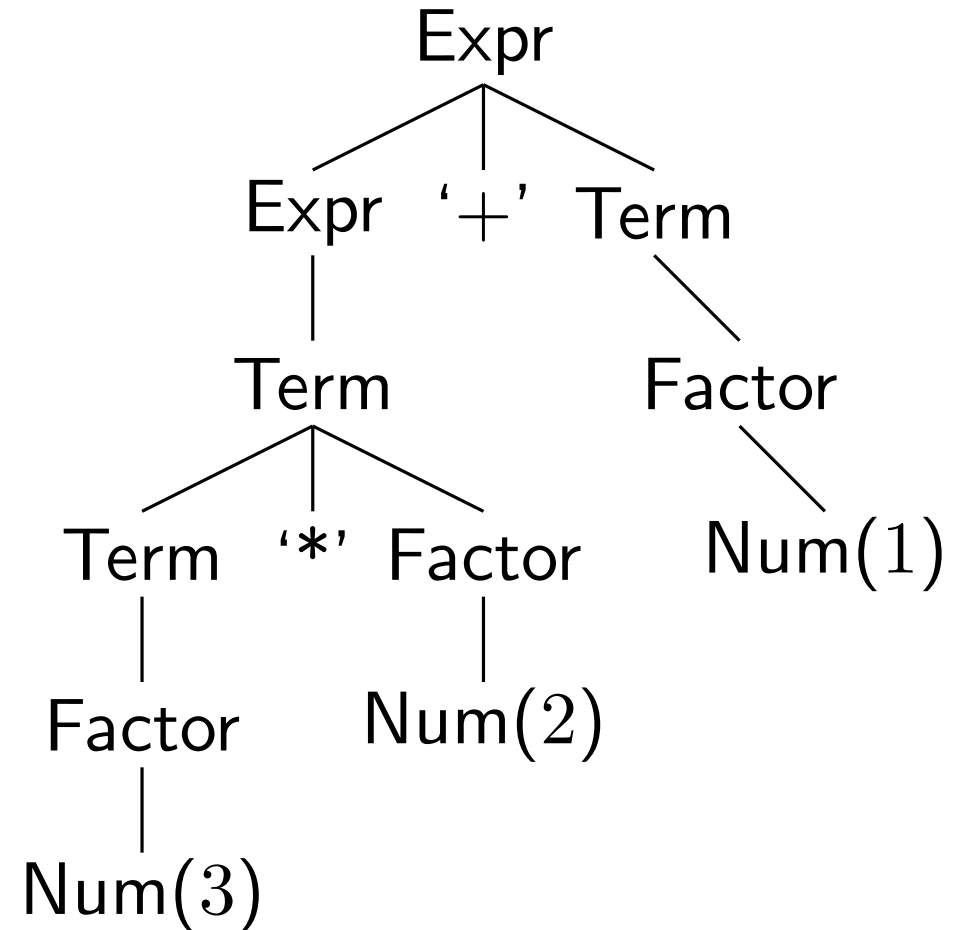 Expr
Expr ‘+’ Term
Term Factor
Term ‘*’ Factor Num(1)
Factor Num(2)
Num(3)